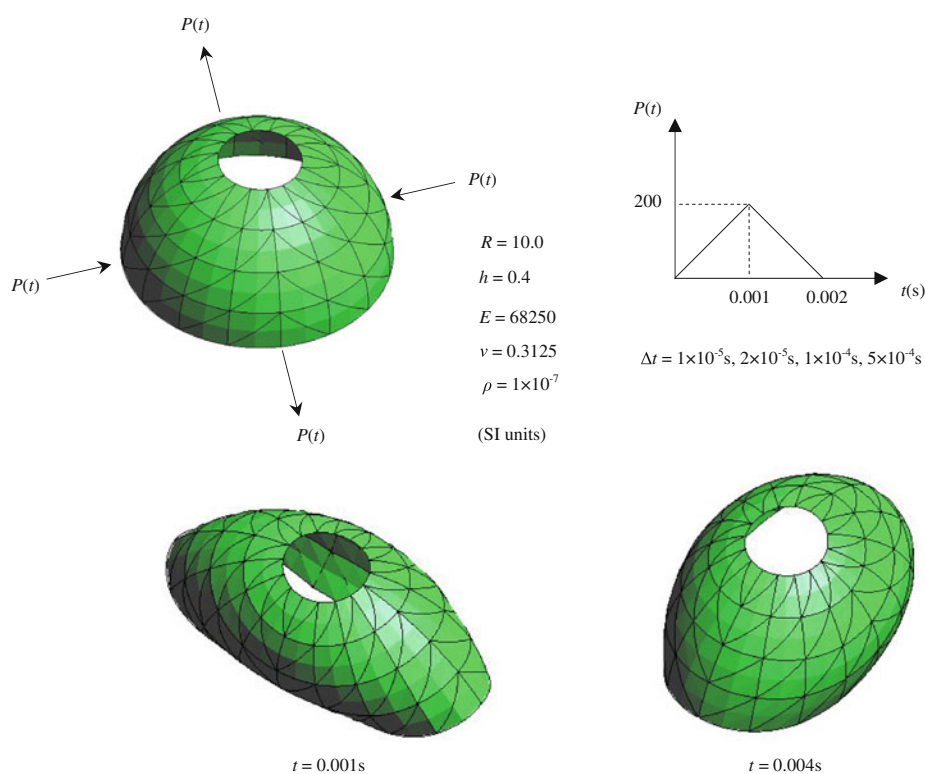 P(t)
P(t)
P(t)
P(t)
R = 10.0
h = 0.4
E = 68250
ν = 0.3125
ρ = 1×10⁻⁷
(SI units)
P(t)
200
0.001 0.002 t(s)
Δt = 1×10⁻⁵s, 2×10⁻⁵s, 1×10⁻⁴s, 5×10⁻⁴s
t = 0.001s
t = 0.004s